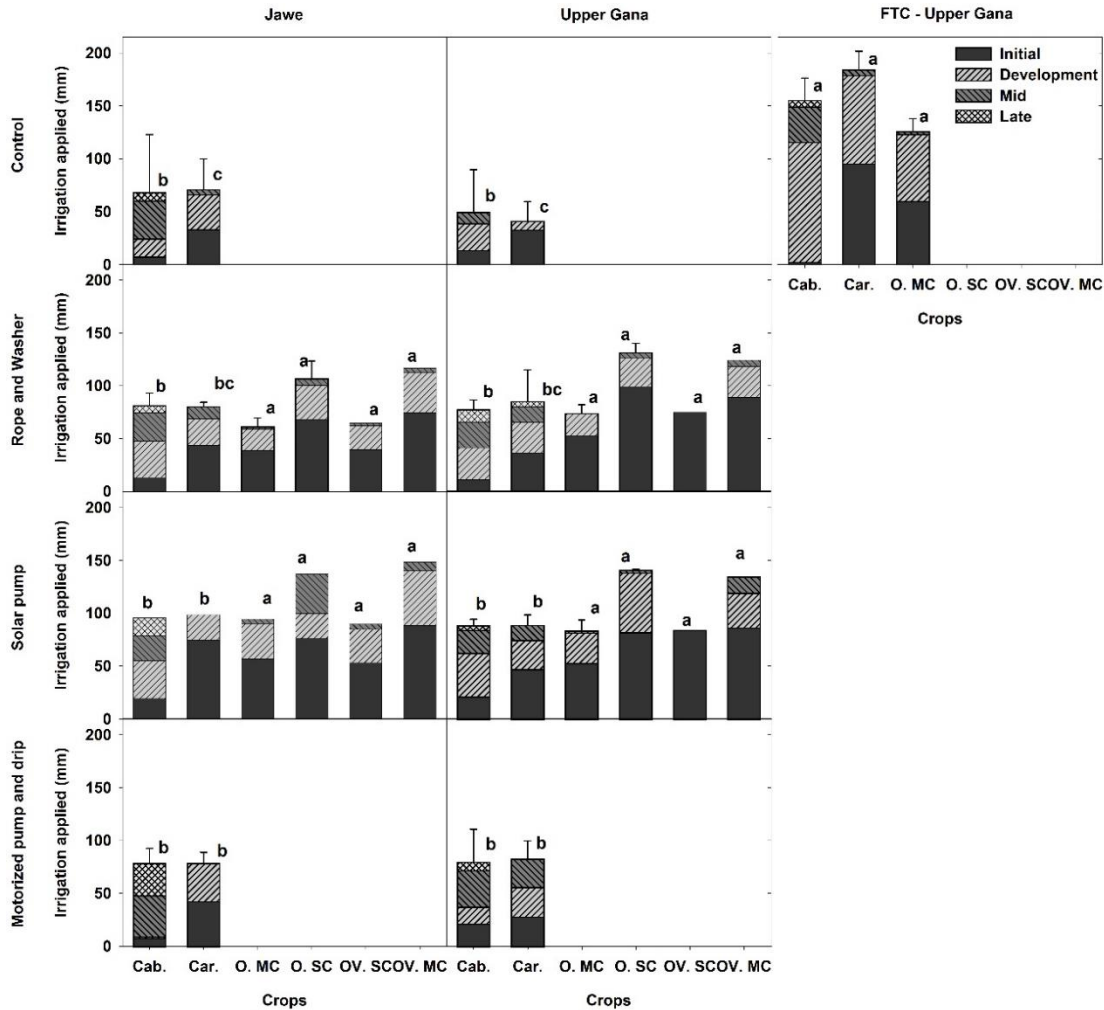 Jawe
Upper Gana
FTC - Upper Gana
Control
Irrigation applied (mm)
200
150
100
50
0
b
c
b
c
a
a
a
Initial
Development
Mid
Late
Cab.
Car.
O. MC
O. SC
OV. SC
OV. MC
Crops
Rope and Washer
Irrigation applied (mm)
200
150
100
50
0
b
bc
a
a
a
a
b
bc
a
a
a
a
Solar pump
Irrigation applied (mm)
200
150
100
50
0
b
b
a
a
a
a
b
b
a
a
a
a
Motorized pump and drip
Irrigation applied (mm)
200
150
100
50
0
b
b
b
b
Cab.
Car.
O. MC
O. SC
OV. SC
OV. MC
Cab.
Car.
O. MC
O. SC
OV. SC
OV. MC
Crops
Crops